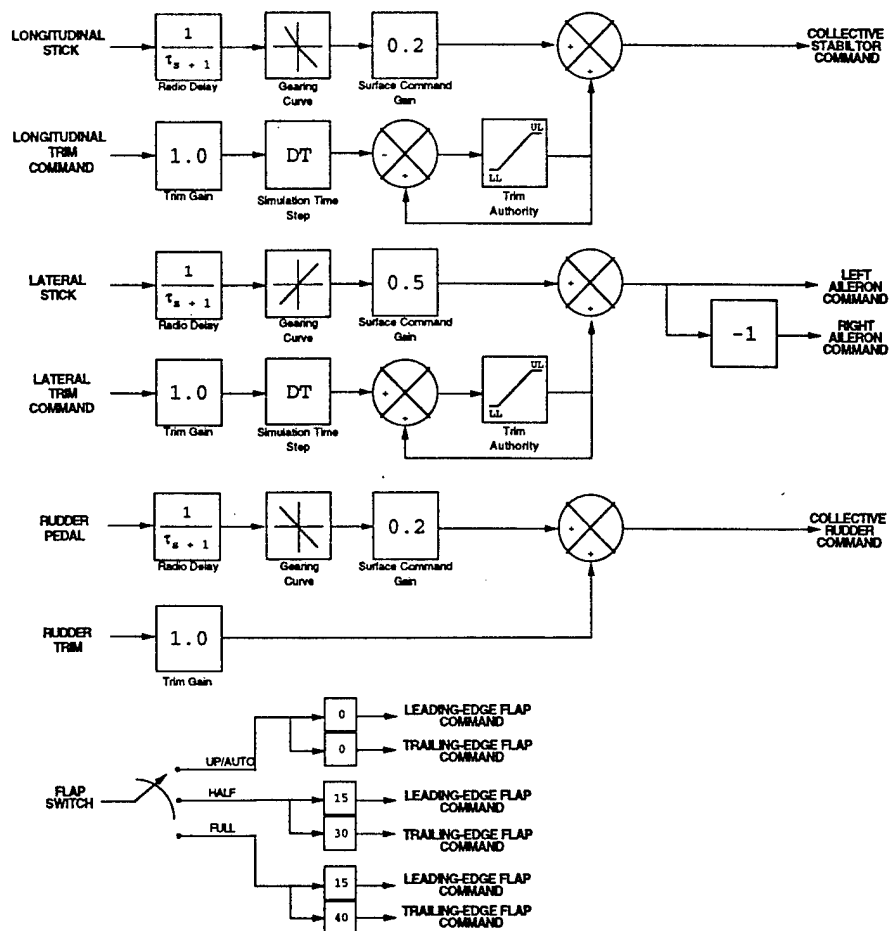 LONGITUDINAL
STICK
1
τs + 1
Radio Delay
Gearing
Curve
0.2
Surface Command
Gain
+
+
COLLECTIVE
STABILTOR
COMMAND
LONGITUDINAL
TRIM
COMMAND
1.0
Trim Gain
DT
Simulation Time
Step
-
+
UL
LL
Trim
Authority
LATERAL
STICK
1
τs + 1
Radio Delay
Gearing
Curve
0.5
Surface Command
Gain
+
+
LEFT
AILERON
COMMAND
-1
RIGHT
AILERON
COMMAND
LATERAL
TRIM
COMMAND
1.0
Trim Gain
DT
Simulation Time
Step
+
+
UL
LL
Trim
Authority
RUDDER
PEDAL
1
τs + 1
Radio Delay
Gearing
Curve
0.2
Surface Command
Gain
+
+
COLLECTIVE
RUDDER
COMMAND
RUDDER
TRIM
1.0
Trim Gain
FLAP
SWITCH
UP/AUTO
0
LEADING-EDGE FLAP
COMMAND
0
TRAILING-EDGE FLAP
COMMAND
HALF
15
LEADING-EDGE FLAP
COMMAND
30
TRAILING-EDGE FLAP
COMMAND
FULL
15
LEADING-EDGE FLAP
COMMAND
40
TRAILING-EDGE FLAP
COMMAND